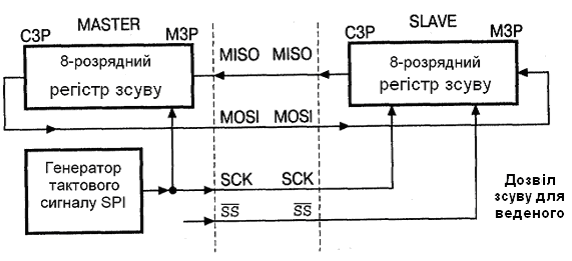 MASTER
SLAVE
СЗР
МЗР
MISO
MISO
СЗР
МЗР
8-розрядний
регістр зсуву
8-розрядний
регістр зсуву
MOSI
MOSI
Генератор
тактового
сигналу SPI
SCK
SCK
SS
SS
Дозвіл
зсуву для
веденого